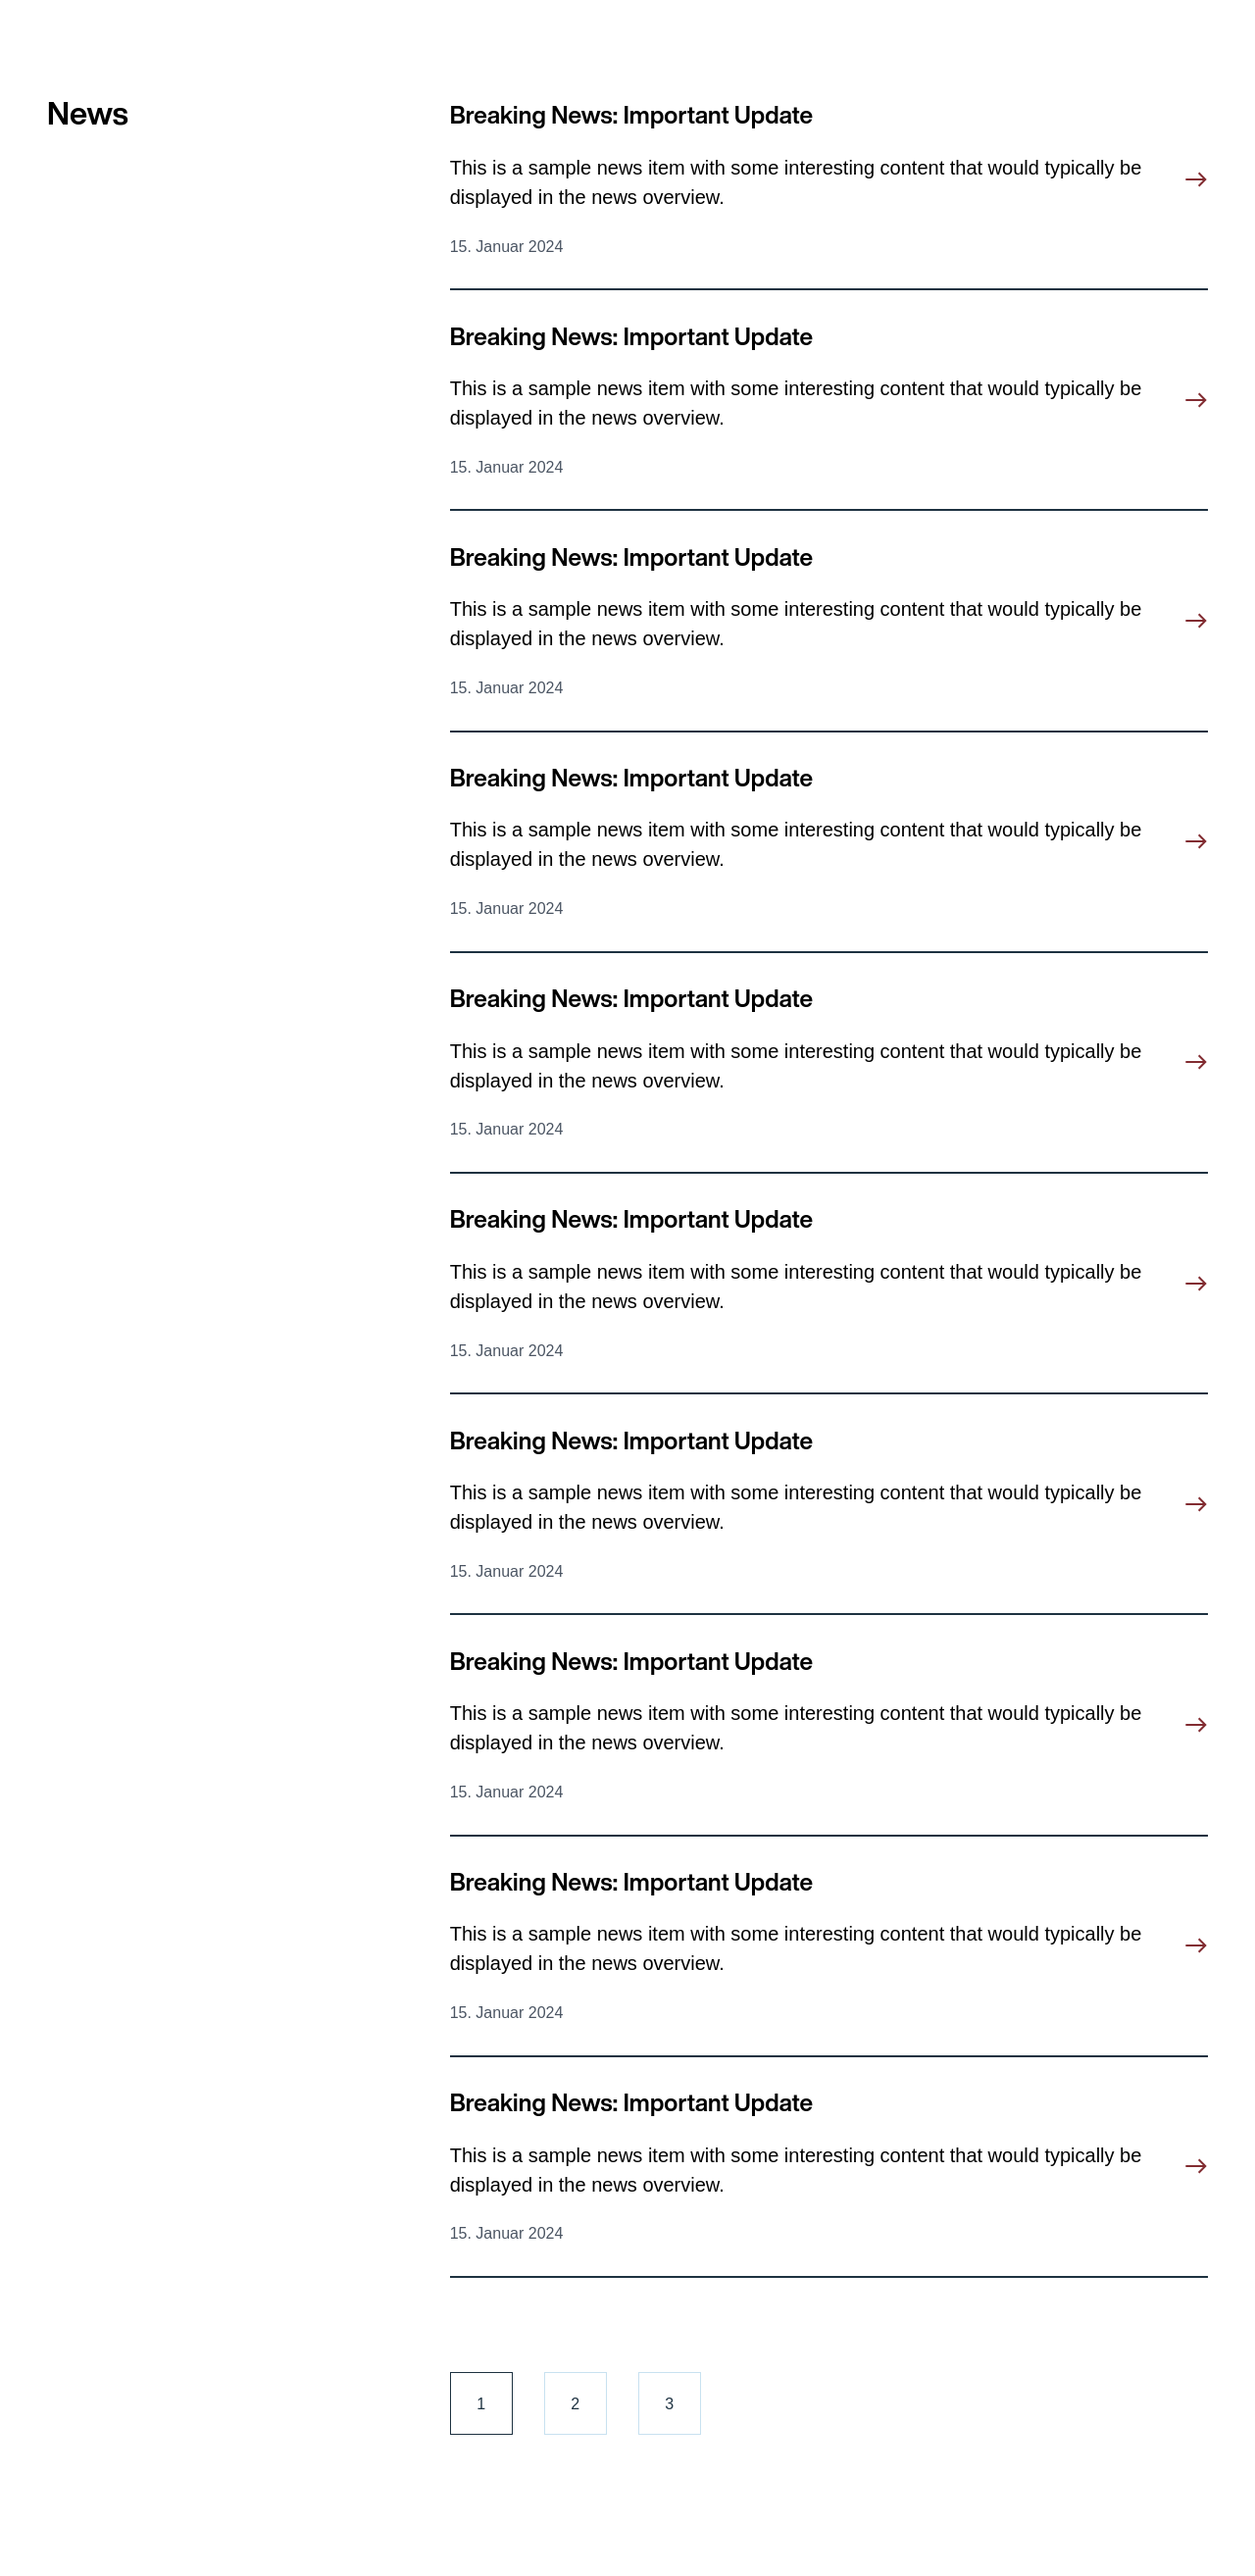 News
Breaking News: Important Update
This is a sample news item with some interesting content that would typically be
displayed in the news overview.
15. Januar 2024
Breaking News: Important Update
This is a sample news item with some interesting content that would typically be
displayed in the news overview.
15. Januar 2024
Breaking News: Important Update
This is a sample news item with some interesting content that would typically be
displayed in the news overview.
15. Januar 2024
Breaking News: Important Update
This is a sample news item with some interesting content that would typically be
displayed in the news overview.
15. Januar 2024
Breaking News: Important Update
This is a sample news item with some interesting content that would typically be
displayed in the news overview.
15. Januar 2024
Breaking News: Important Update
This is a sample news item with some interesting content that would typically be
displayed in the news overview.
15. Januar 2024
Breaking News: Important Update
This is a sample news item with some interesting content that would typically be
displayed in the news overview.
15. Januar 2024
Breaking News: Important Update
This is a sample news item with some interesting content that would typically be
displayed in the news overview.
15. Januar 2024
Breaking News: Important Update
This is a sample news item with some interesting content that would typically be
displayed in the news overview.
15. Januar 2024
Breaking News: Important Update
This is a sample news item with some interesting content that would typically be
displayed in the news overview.
15. Januar 2024
1 2 3